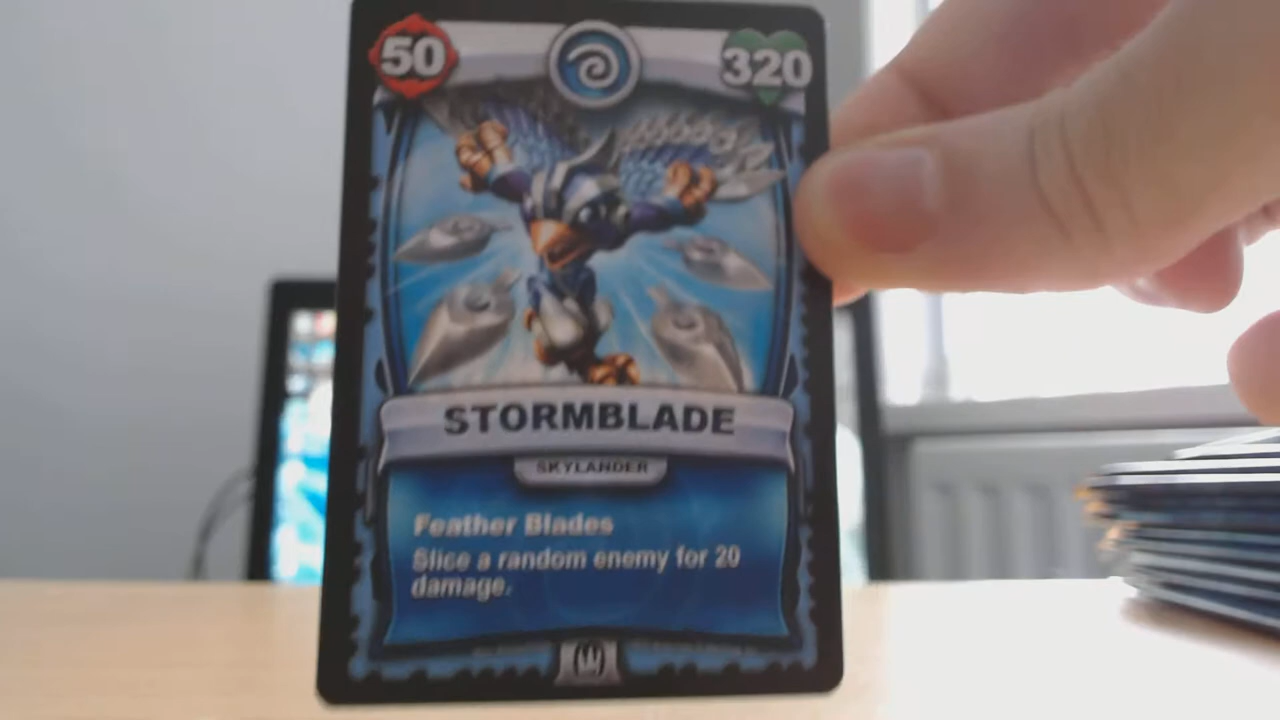 50
320
STORMBLADE
SKYLANDER
Feather Blades
Slice a random enemy for 20
damage.